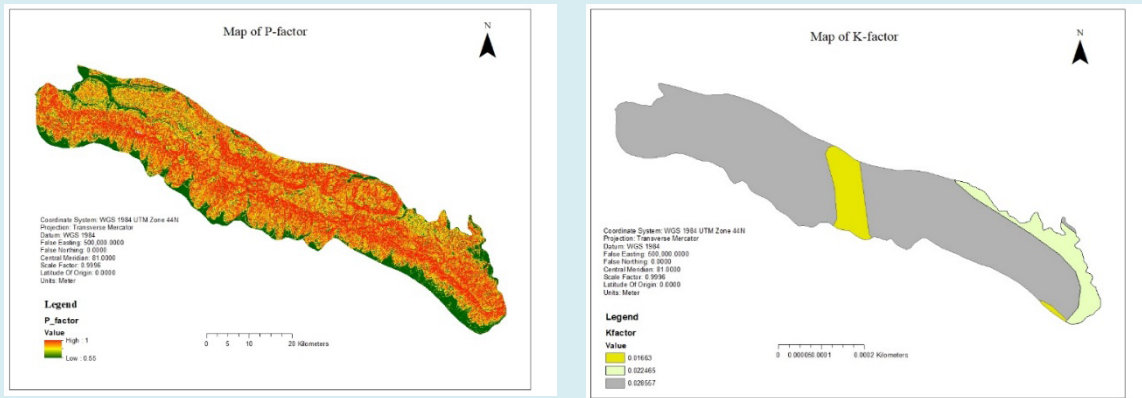 Map of P-factor
N
Coordinate System: WGS 1984 UTM Zone 44N
Projection: Transverse Mercator
Datum: WGS 1984
False Easting: 500,000.0000
False Northing: 0.0000
Central Meridian: 81.0000
Scale Factor: 0.9996
Latitude Of Origin: 0.0000
Units: Meter
Legend
P_factor
Value
High : 1
Low : 0.55
0 5 10 20 Kilometers
Map of K-factor
N
Coordinate System: WGS 1984 UTM Zone 44N
Projection: Transverse Mercator
Datum: WGS 1984
False Easting: 500,000.0000
False Northing: 0.0000
Central Meridian: 81.0000
Scale Factor: 0.9996
Latitude Of Origin: 0.0000
Units: Meter
Legend
Kfactor
Value
0.01663
0.022465
0.028557
0 0.000050.0001 0.0002 Kilometers